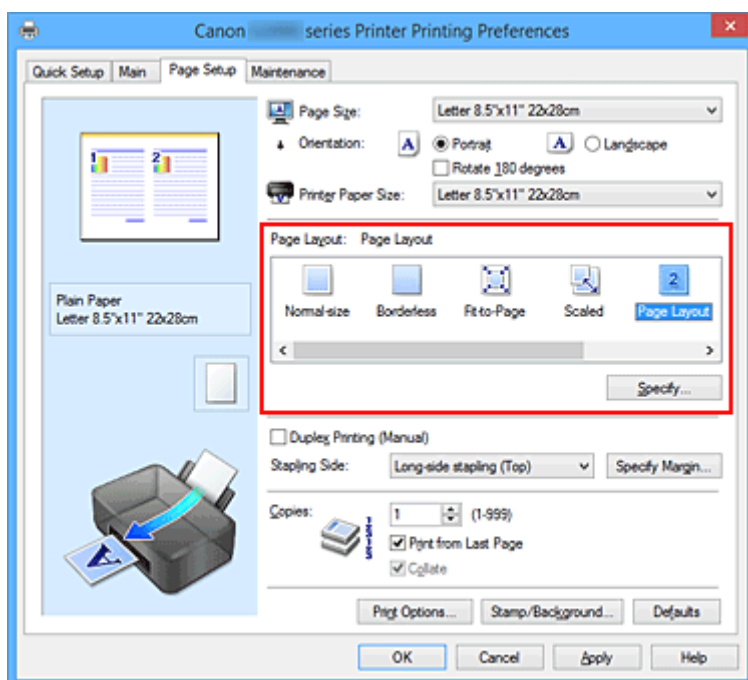 Canon series Printer Printing Preferences
Quick Setup Main Page Setup Maintenance
1 2
Plain Paper
Letter 8.5"x11" 22x28cm
Page Size: Letter 8.5"x11" 22x28cm
Orientation: A Portrait A Landscape
Rotate 180 degrees
Printer Paper Size: Letter 8.5"x11" 22x28cm
Page Layout: Page Layout
2
Normal-size Borderless Fit-to-Page Scaled Page Layout
Specify...
Duplex Printing (Manual)
Stapling Side: Long-side stapling (Top) Specify Margin...
Copies: 1 (1-999)
Print from Last Page
Collate
A
Print Options... Stamp/Background... Defaults
OK Cancel Apply Help